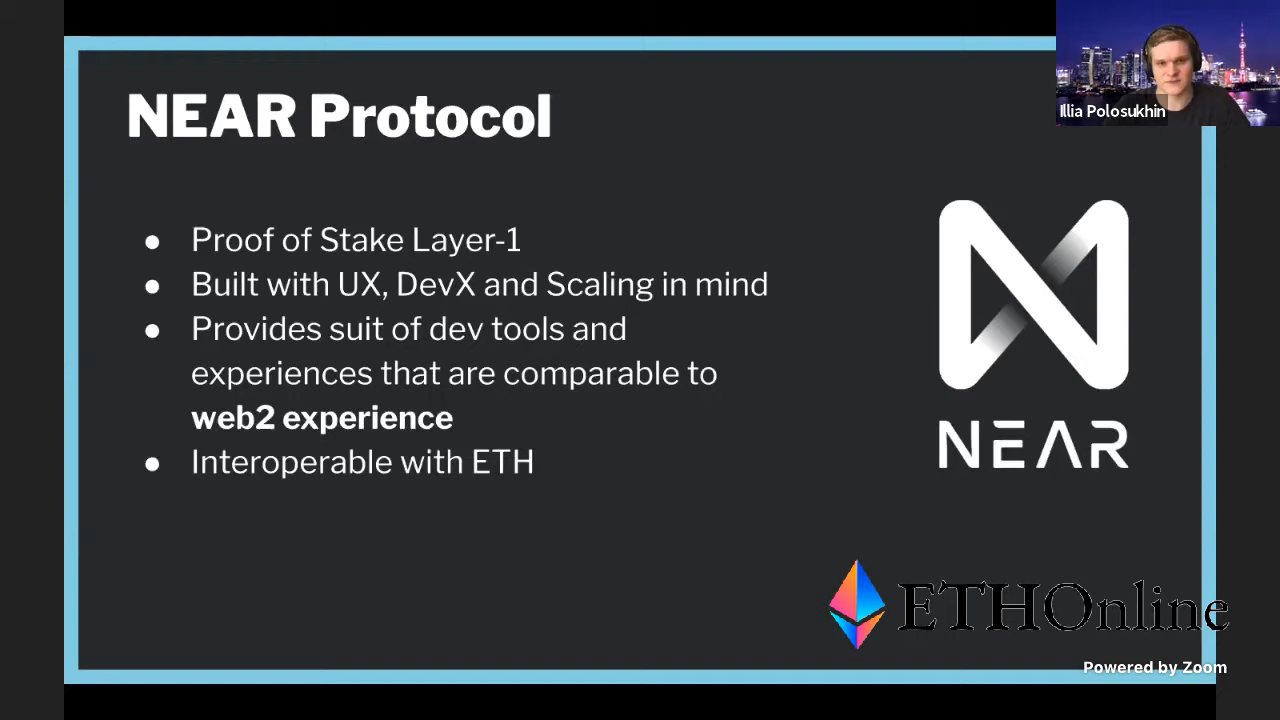 Illia Polosukhin
NEAR Protocol
● Proof of Stake Layer-1
● Built with UX, DevX and Scaling in mind
● Provides suit of dev tools and
experiences that are comparable to
web2 experience
● Interoperable with ETH
NEAR
ETHOnline
Powered by Zoom